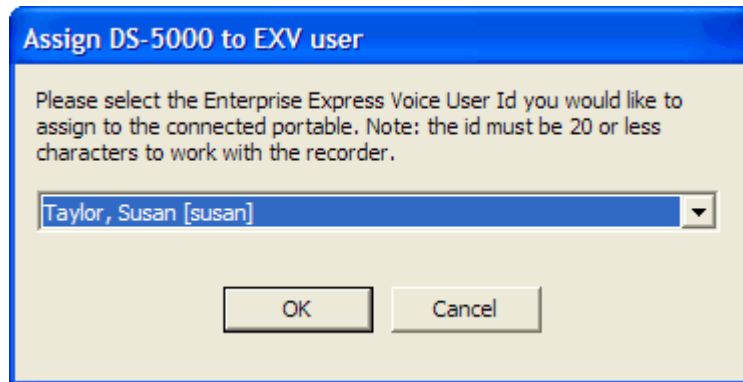 Assign DS-5000 to EXV user
Please select the Enterprise Express Voice User Id you would like to
assign to the connected portable. Note: the id must be 20 or less
characters to work with the recorder.
Taylor, Susan [susan]
OK Cancel